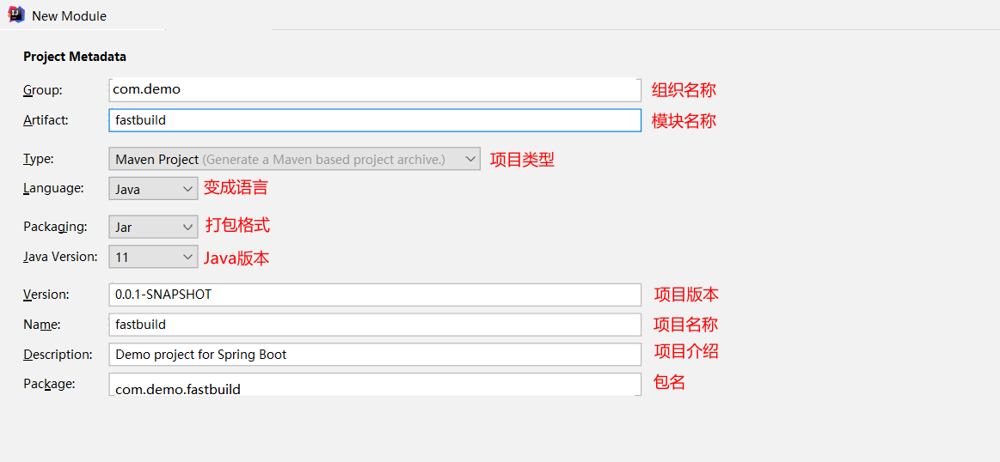 New Module
Project Metadata
Group: com.demo 组织名称
Artifact: fastbuild 模块名称
Type: Maven Project (Generate a Maven based project archive.) 项目类型
Language: Java 变成语言
Packaging: Jar 打包格式
Java Version: 11 Java版本
Version: 0.0.1-SNAPSHOT 项目版本
Name: fastbuild 项目名称
Description: Demo project for Spring Boot 项目介绍
Package: com.demo.fastbuild 包名